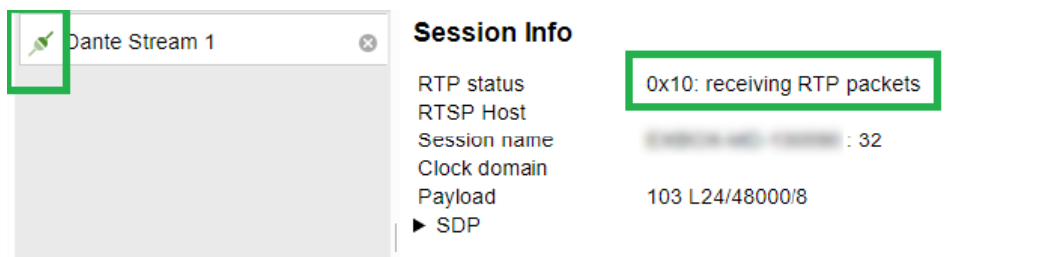 Dante Stream 1
Session Info
RTP status 0x10: receiving RTP packets
RTSP Host
Session name : 32
Clock domain
Payload 103 L24/48000/8
► SDP